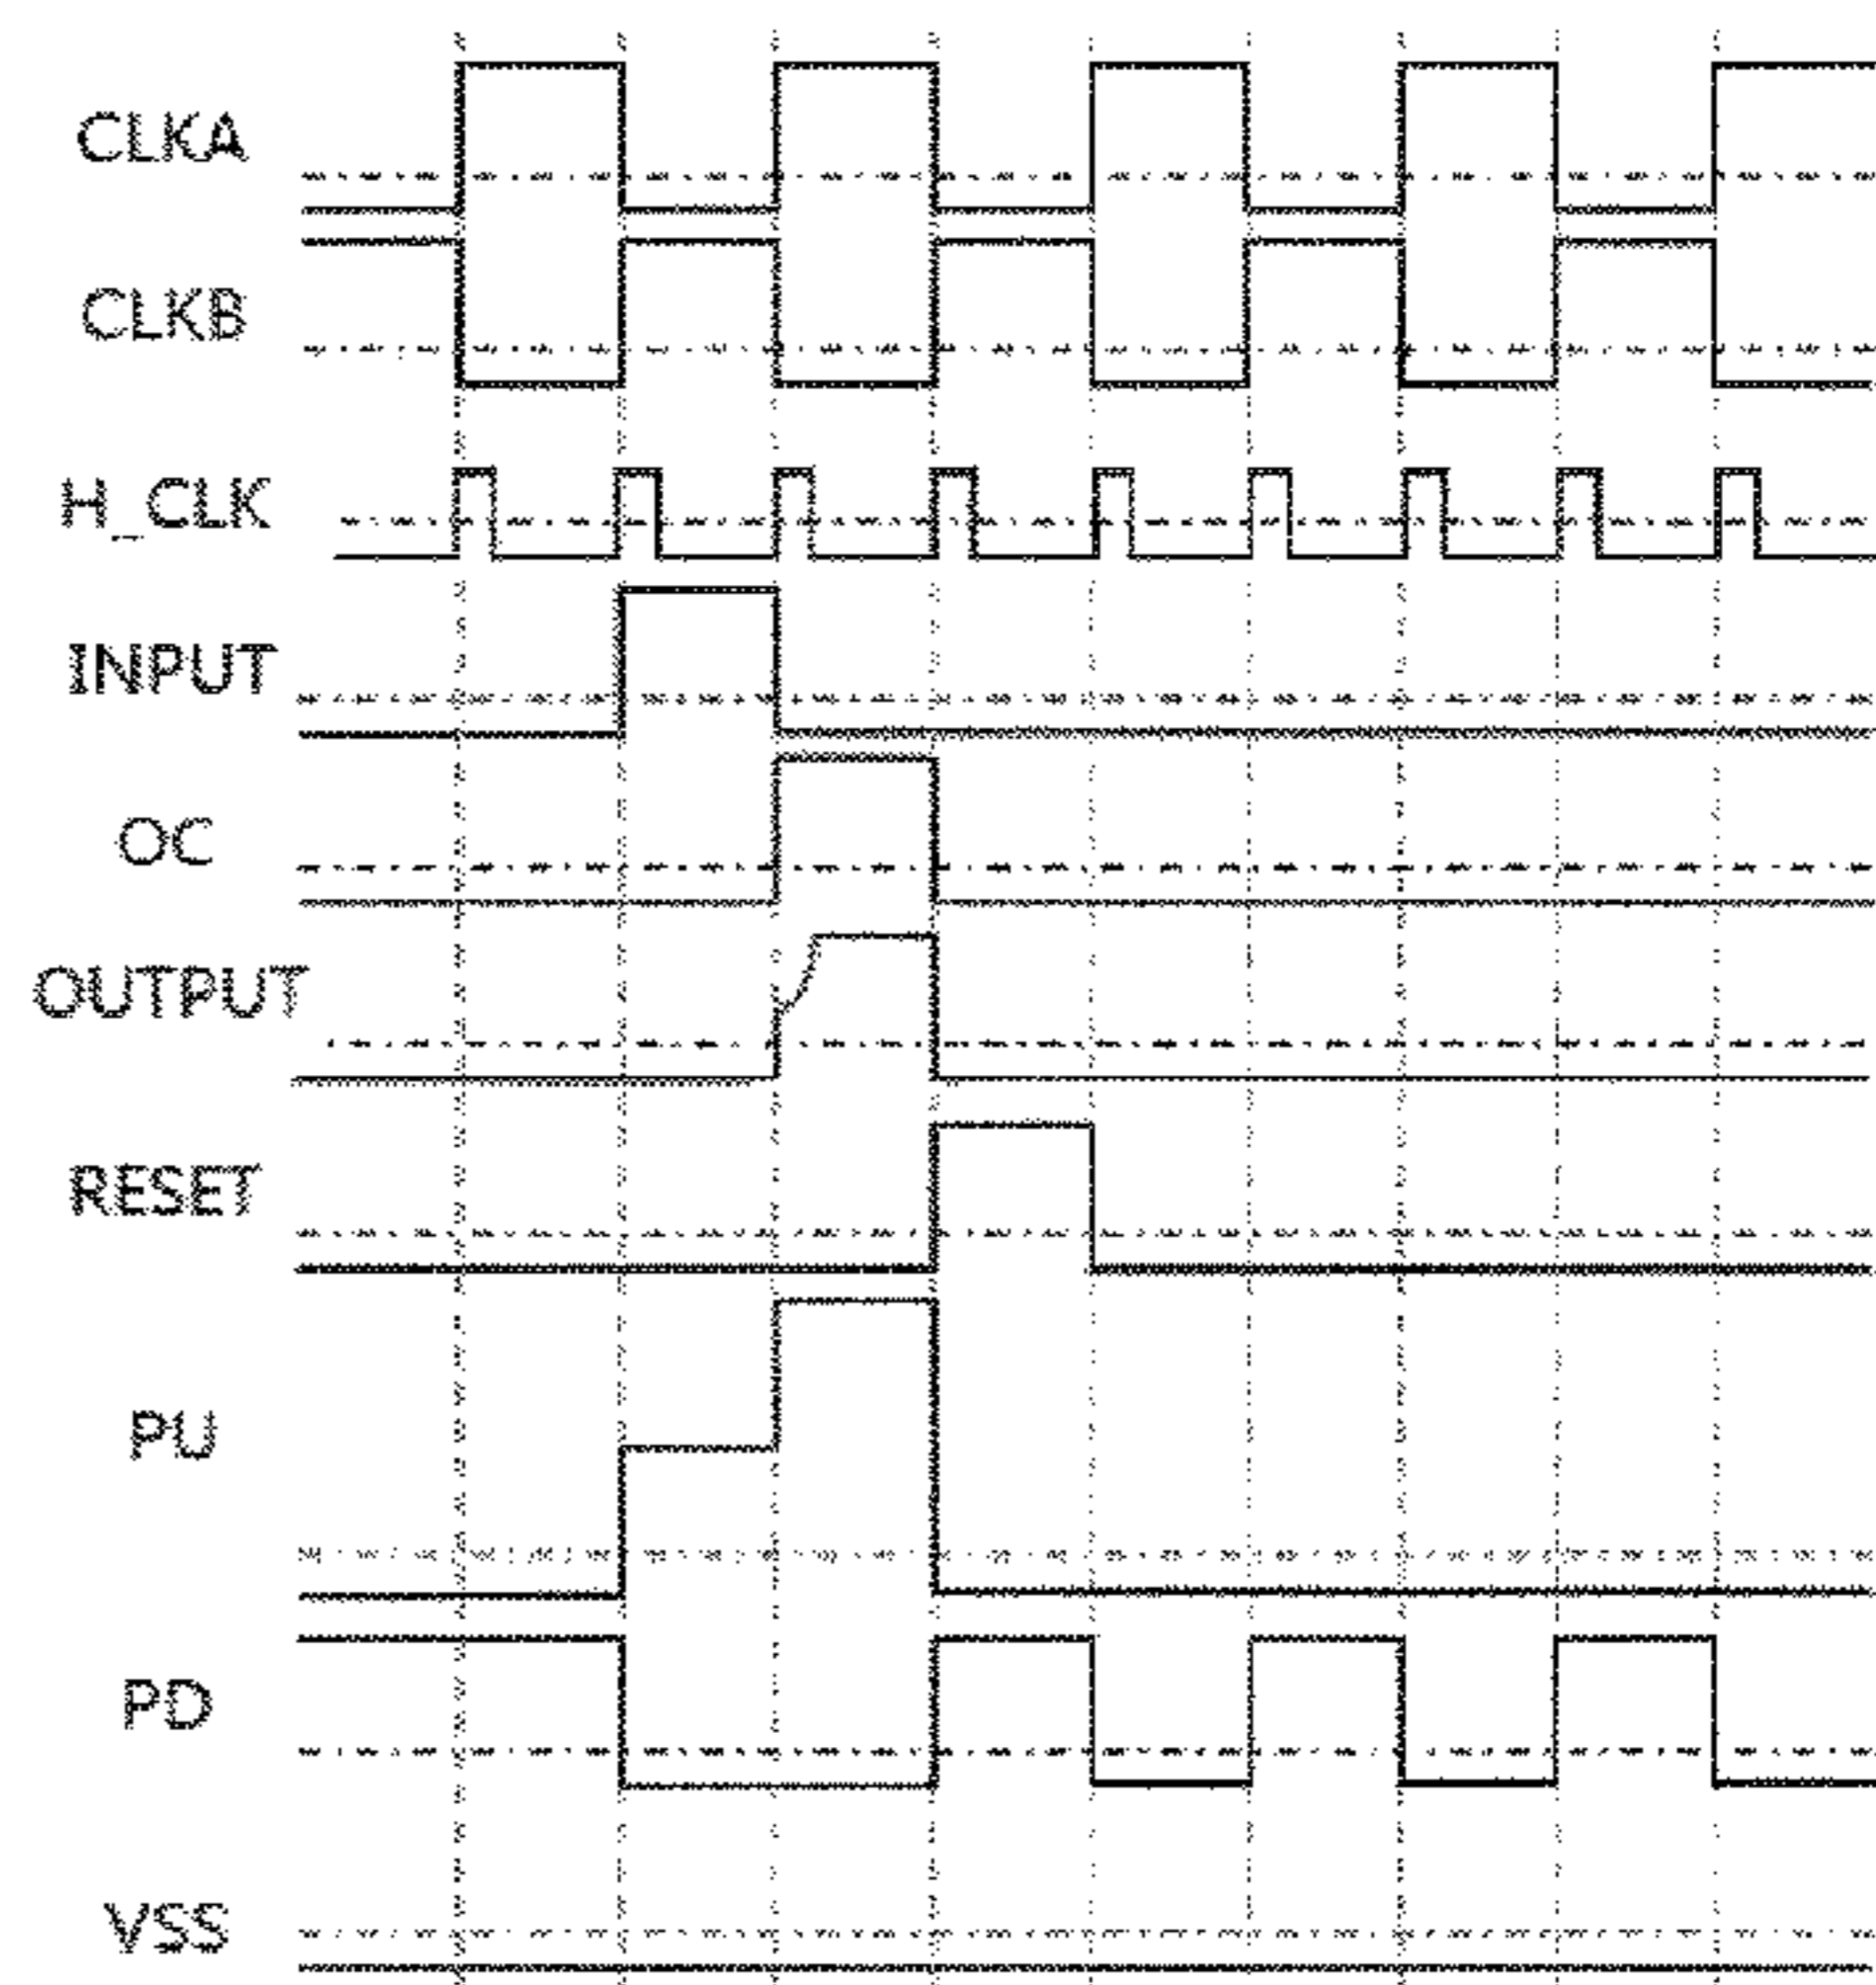 CLKA
CLKB
H_CLK
INPUT
OC
OUTPUT
RESET
PU
PD
VSS